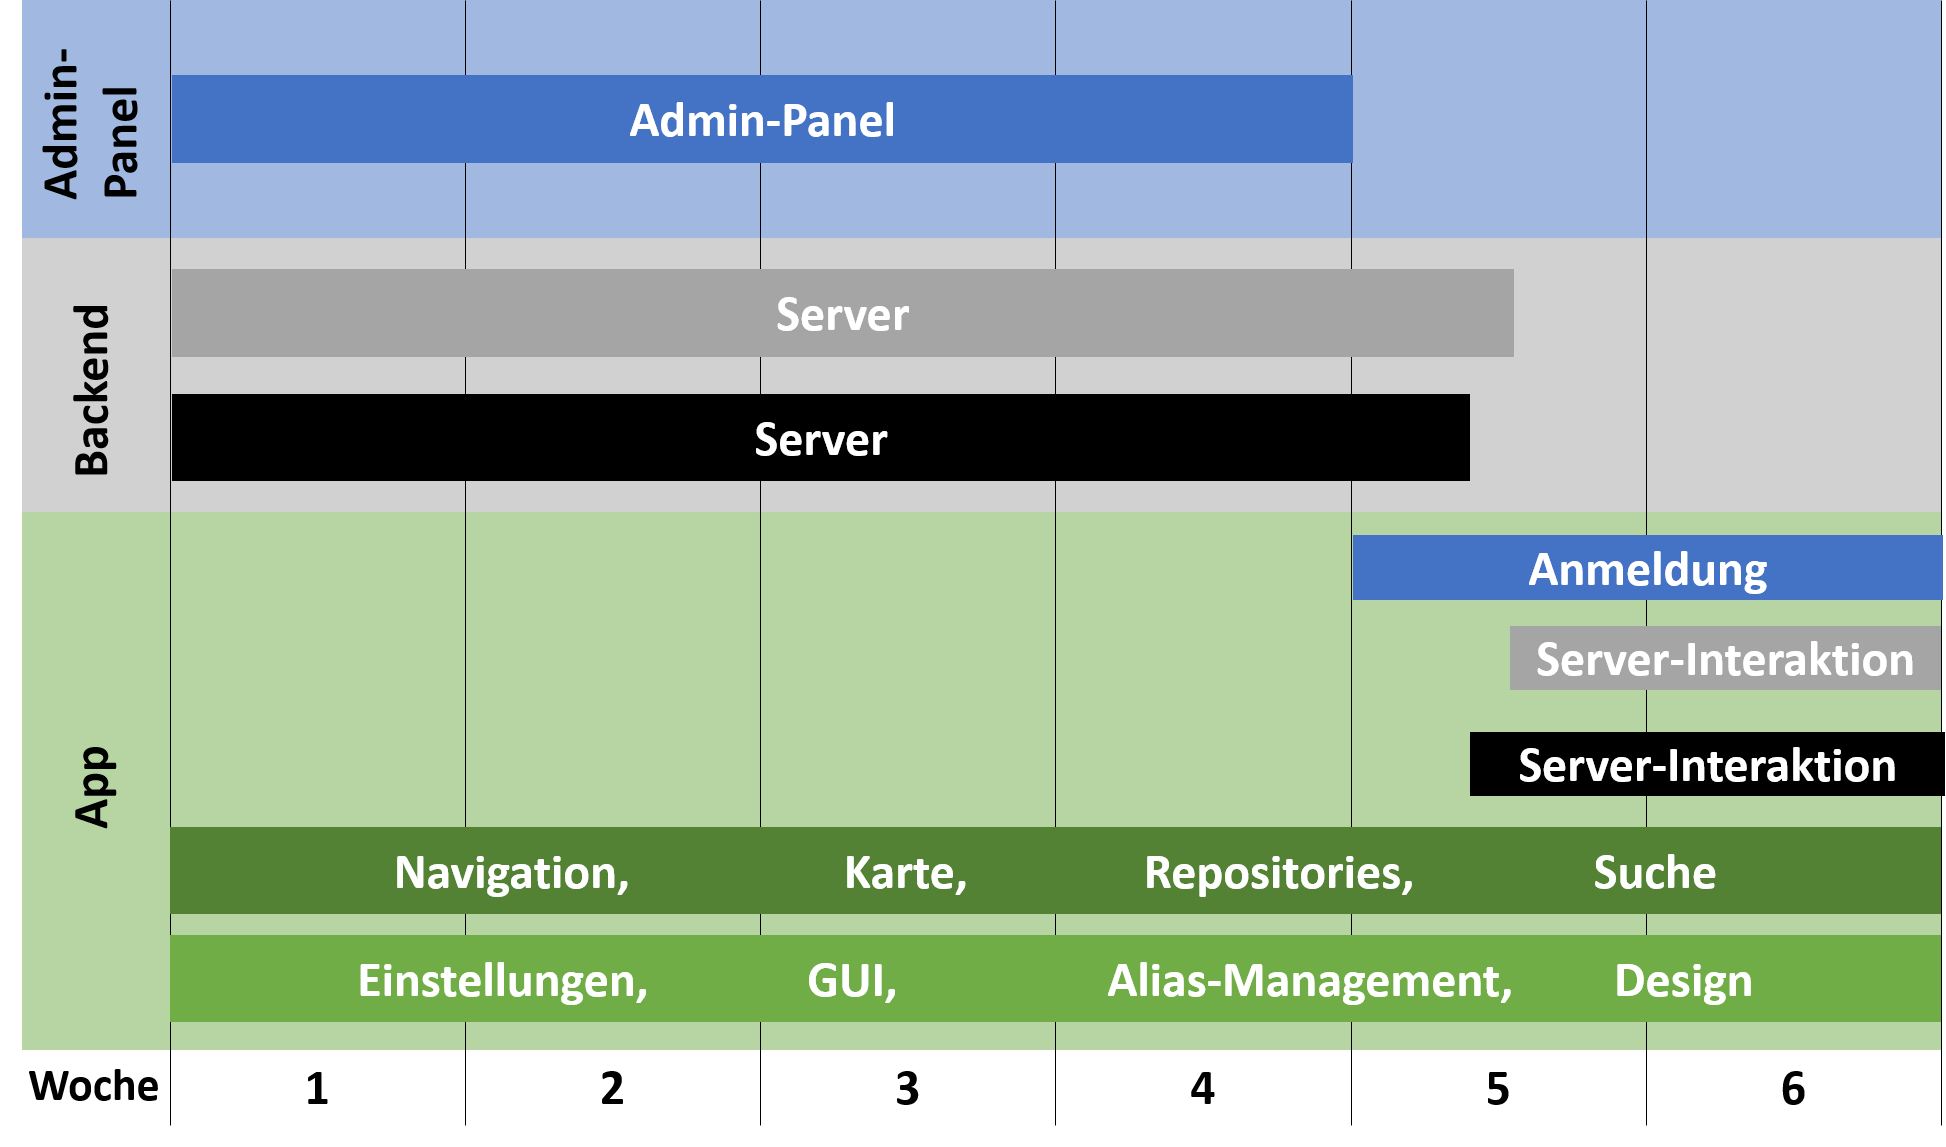 Admin-
Panel
Admin-Panel
Backend
Server
Server
App
Anmeldung
Server-Interaktion
Server-Interaktion
Navigation, Karte, Repositories, Suche
Einstellungen, GUI, Alias-Management, Design
Woche 1 2 3 4 5 6